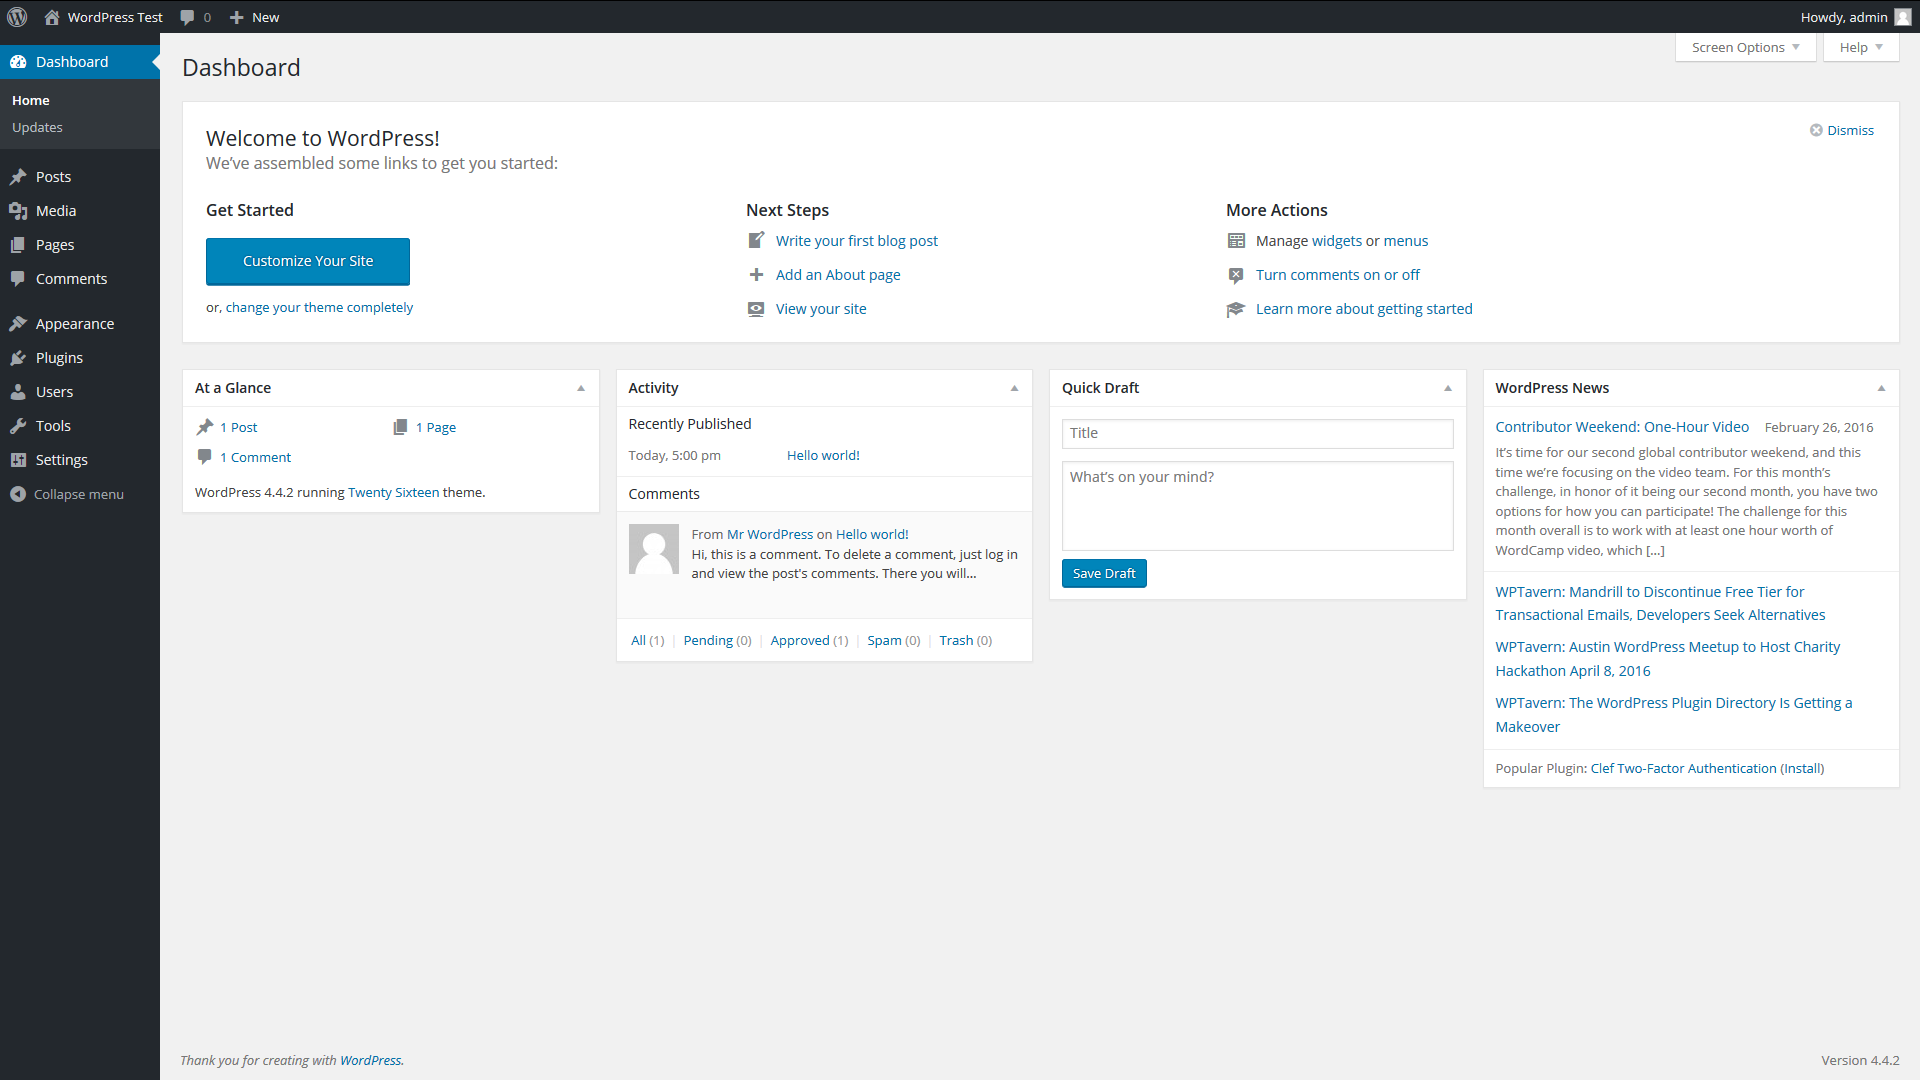 WordPress Test
0
New
Howdy, admin
Dashboard
Home
Updates
Posts
Media
Pages
Comments
Appearance
Plugins
Users
Tools
Settings
Collapse menu
Screen Options
Help
Dashboard
Welcome to WordPress!
We’ve assembled some links to get you started:
Dismiss
Get Started
Customize Your Site
or, change your theme completely
Next Steps
Write your first blog post
Add an About page
View your site
More Actions
Manage widgets or menus
Turn comments on or off
Learn more about getting started
At a Glance
1 Post
1 Page
1 Comment
WordPress 4.4.2 running Twenty Sixteen theme.
Activity
Recently Published
Today, 5:00 pm
Hello world!
Comments
From Mr WordPress on Hello world!
Hi, this is a comment. To delete a comment, just log in
and view the post's comments. There you will…
All (1) | Pending (0) | Approved (1) | Spam (0) | Trash (0)
Quick Draft
Title
What’s on your mind?
Save Draft
WordPress News
Contributor Weekend: One-Hour Video February 26, 2016
It’s time for our second global contributor weekend, and this
time we’re focusing on the video team. For this month’s
challenge, in honor of it being our second month, you have two
options for how you can participate! The challenge for this
month overall is to work with at least one hour worth of
WordCamp video, which […]
WPTavern: Mandrill to Discontinue Free Tier for
Transactional Emails, Developers Seek Alternatives
WPTavern: Austin WordPress Meetup to Host Charity
Hackathon April 8, 2016
WPTavern: The WordPress Plugin Directory Is Getting a
Makeover
Popular Plugin: Clef Two-Factor Authentication (Install)
Thank you for creating with WordPress.
Version 4.4.2